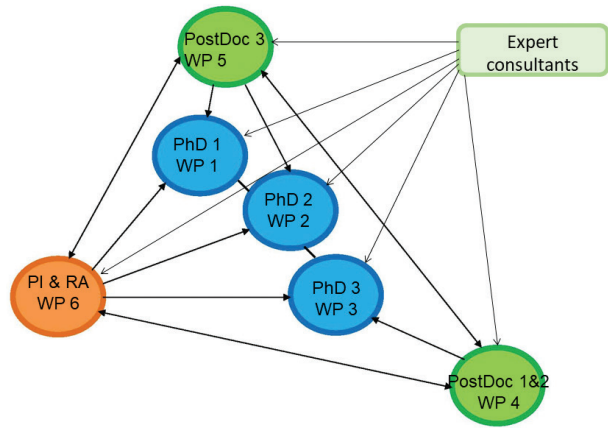 PostDoc 3
WP 5
Expert
consultants
PhD 1
WP 1
PhD 2
WP 2
PI & RA
WP 6
PhD 3
WP 3
PostDoc 1&2
WP 4